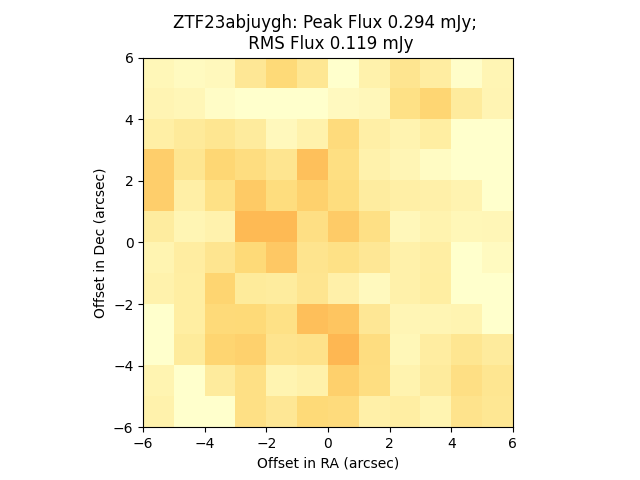 ZTF23abjuygh: Peak Flux 0.294 mJy;
RMS Flux 0.119 mJy
6
4
2
0
−2
−4
−6
Offset in Dec (arcsec)
−6 −4 −2 0 2 4 6
Offset in RA (arcsec)